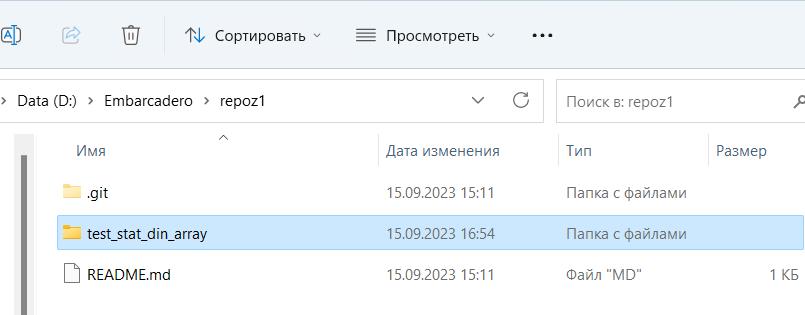 Сортировать Просмотреть
Data (D:) Embarcadero repoz1 Поиск в: repoz1
Имя Дата изменения Тип Размер
.git 15.09.2023 15:11 Папка с файлами
test_stat_din_array 15.09.2023 16:54 Папка с файлами
README.md 15.09.2023 15:11 Файл "MD" 1 КБ